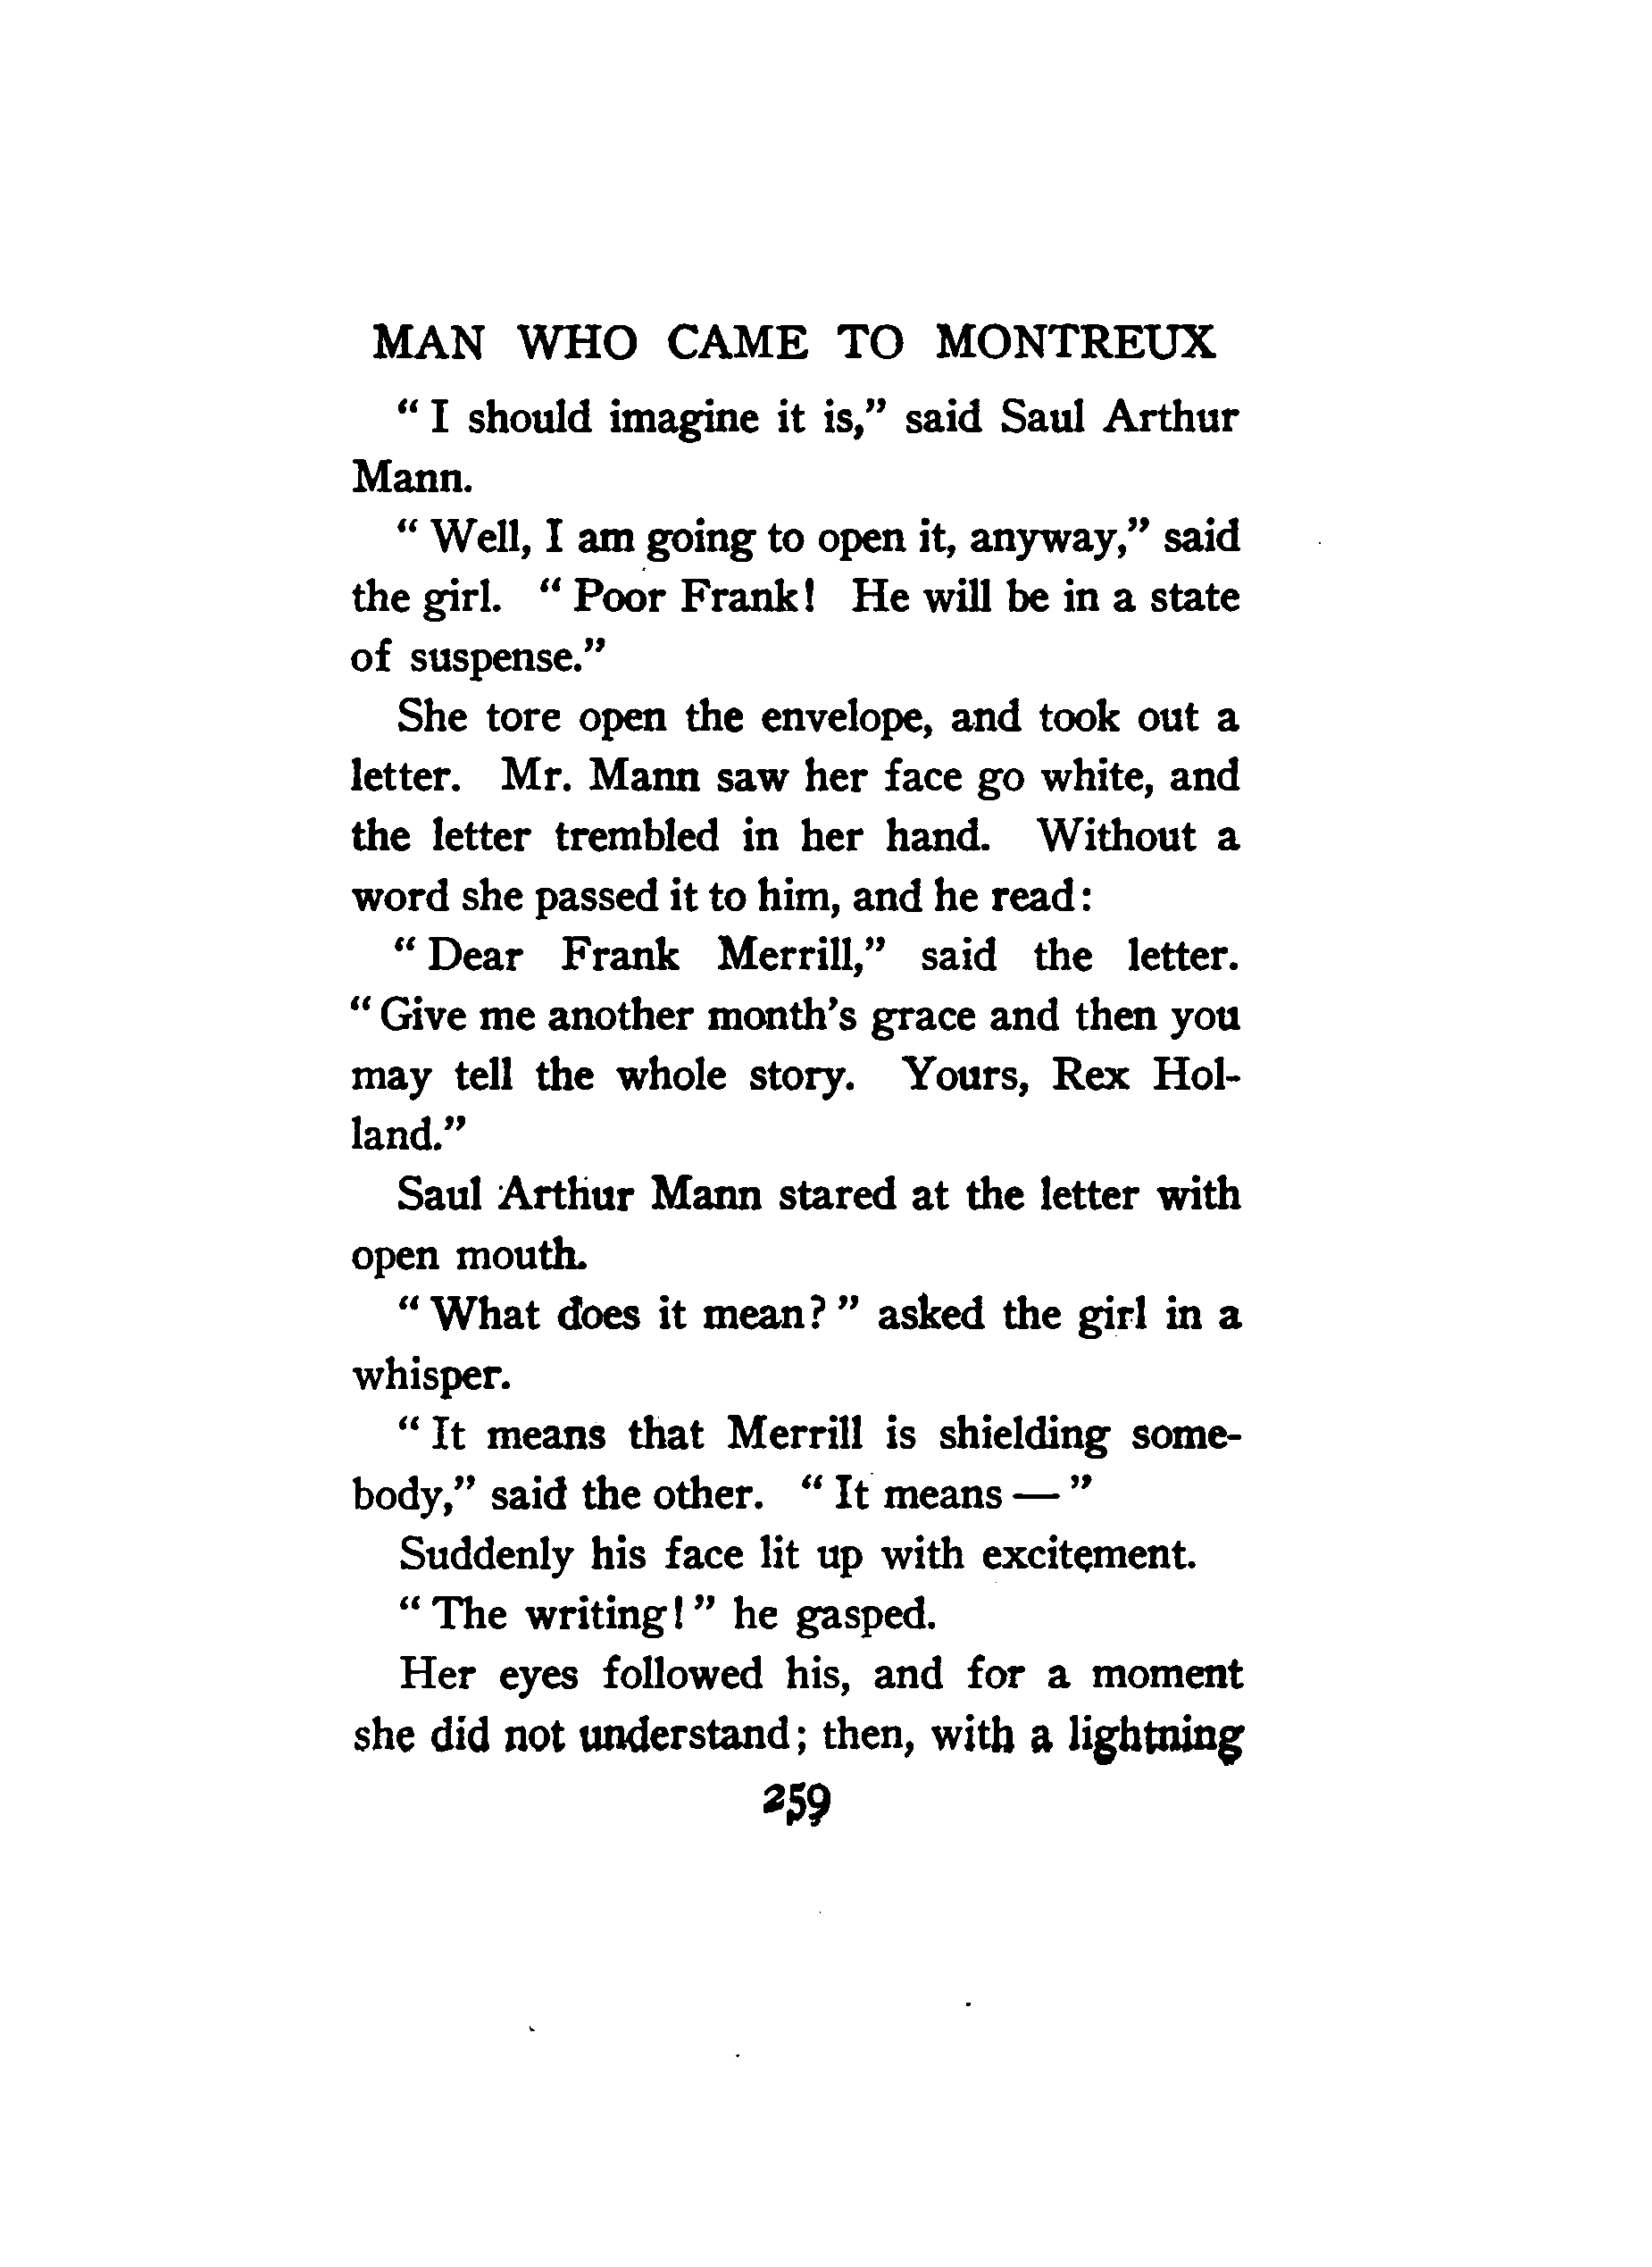 MAN WHO CAME TO MONTREUX
" I should imagine it is," said Saul Arthur
Mann.
" Well, I am going to open it, anyway," said
the girl. " Poor Frank! He will be in a state
of suspense."
She tore open the envelope, and took out a
letter. Mr. Mann saw her face go white, and
the letter trembled in her hand. Without a
word she passed it to him, and he read:
" Dear Frank Merrill," said the letter.
" Give me another month's grace and then you
may tell the whole story. Yours, Rex Hol-
land."
Saul Arthur Mann stared at the letter with
open mouth.
" What does it mean? " asked the girl in a
whisper.
" It means that Merrill is shielding some-
body," said the other. " It means — "
Suddenly his face lit up with excitement.
" The writing! " he gasped.
Her eyes followed his, and for a moment
she did not understand; then, with a lightning
259